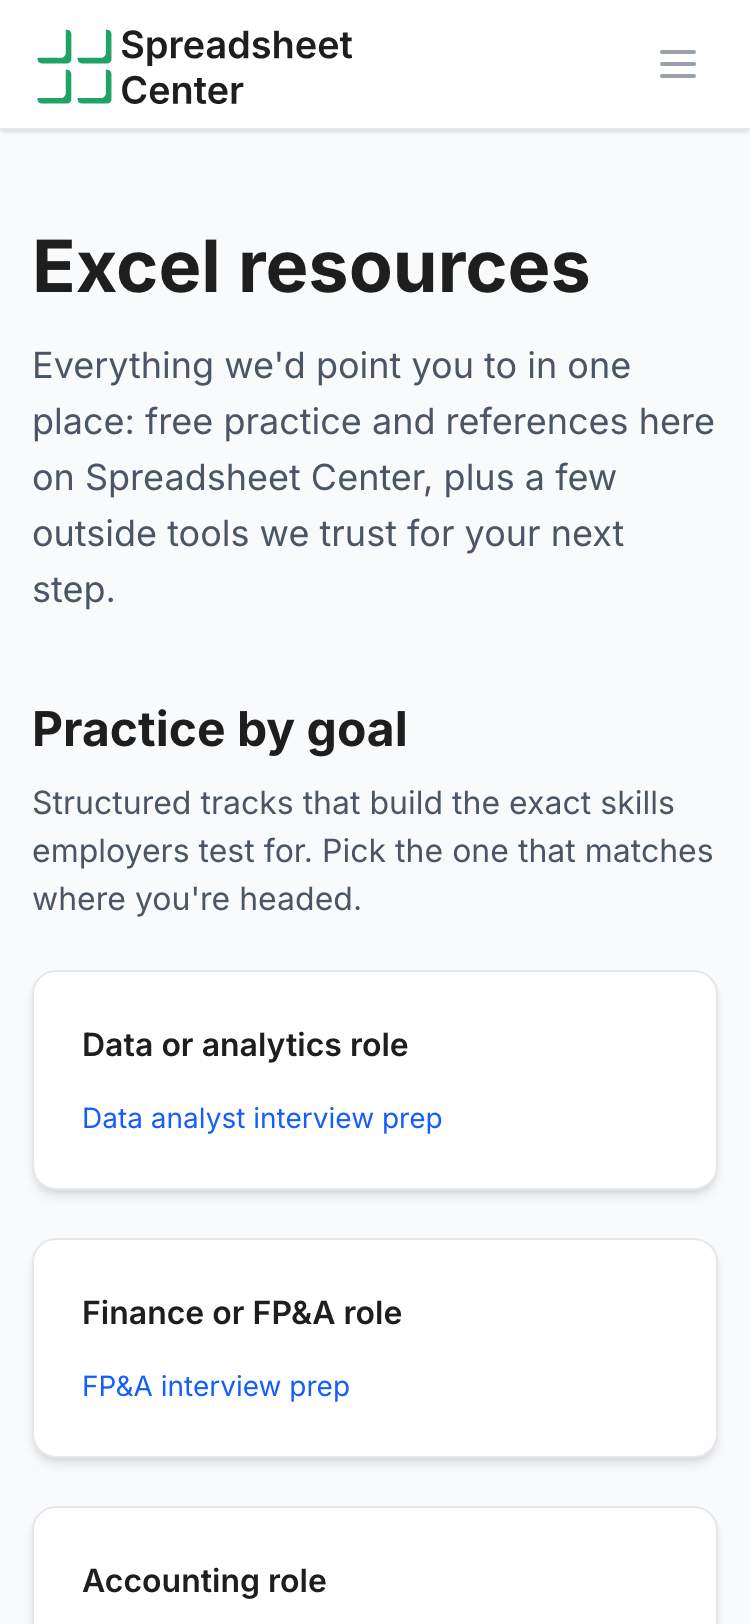 Spreadsheet
Center
Excel resources
Everything we'd point you to in one
place: free practice and references here
on Spreadsheet Center, plus a few
outside tools we trust for your next
step.
Practice by goal
Structured tracks that build the exact skills
employers test for. Pick the one that matches
where you're headed.
Data or analytics role
Data analyst interview prep
Finance or FP&A role
FP&A interview prep
Accounting role